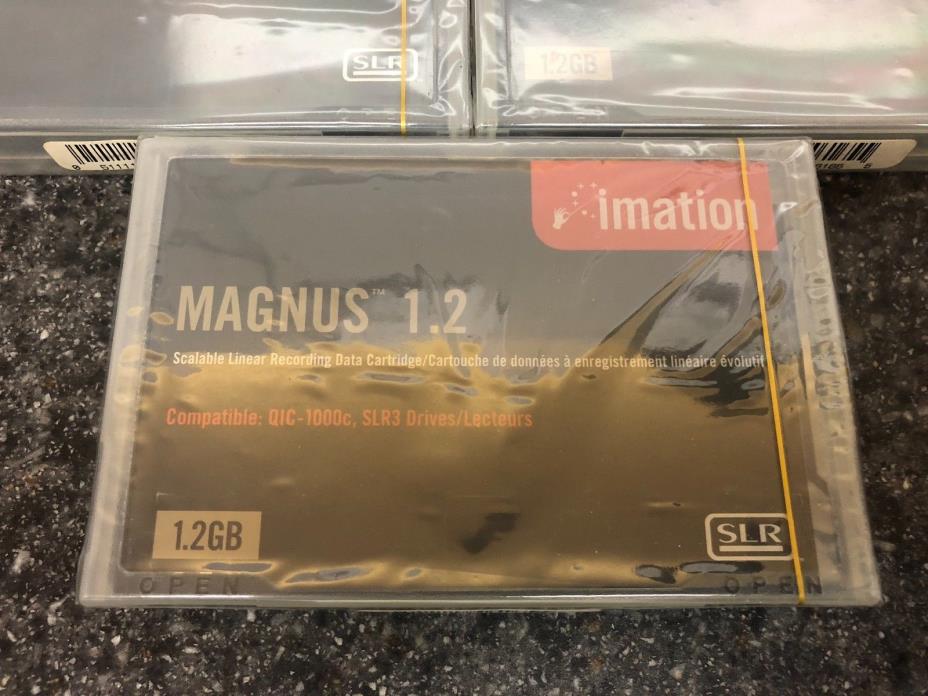 SLR
1.2GB
imation
MAGNUS™ 1.2
Scalable Linear Recording Data Cartridge/Cartouche de données à enregistrement linéaire évolutif
Compatible: QIC-1000c, SLR3 Drives/Lecteurs
1.2GB
SLR
OPEN
OPEN